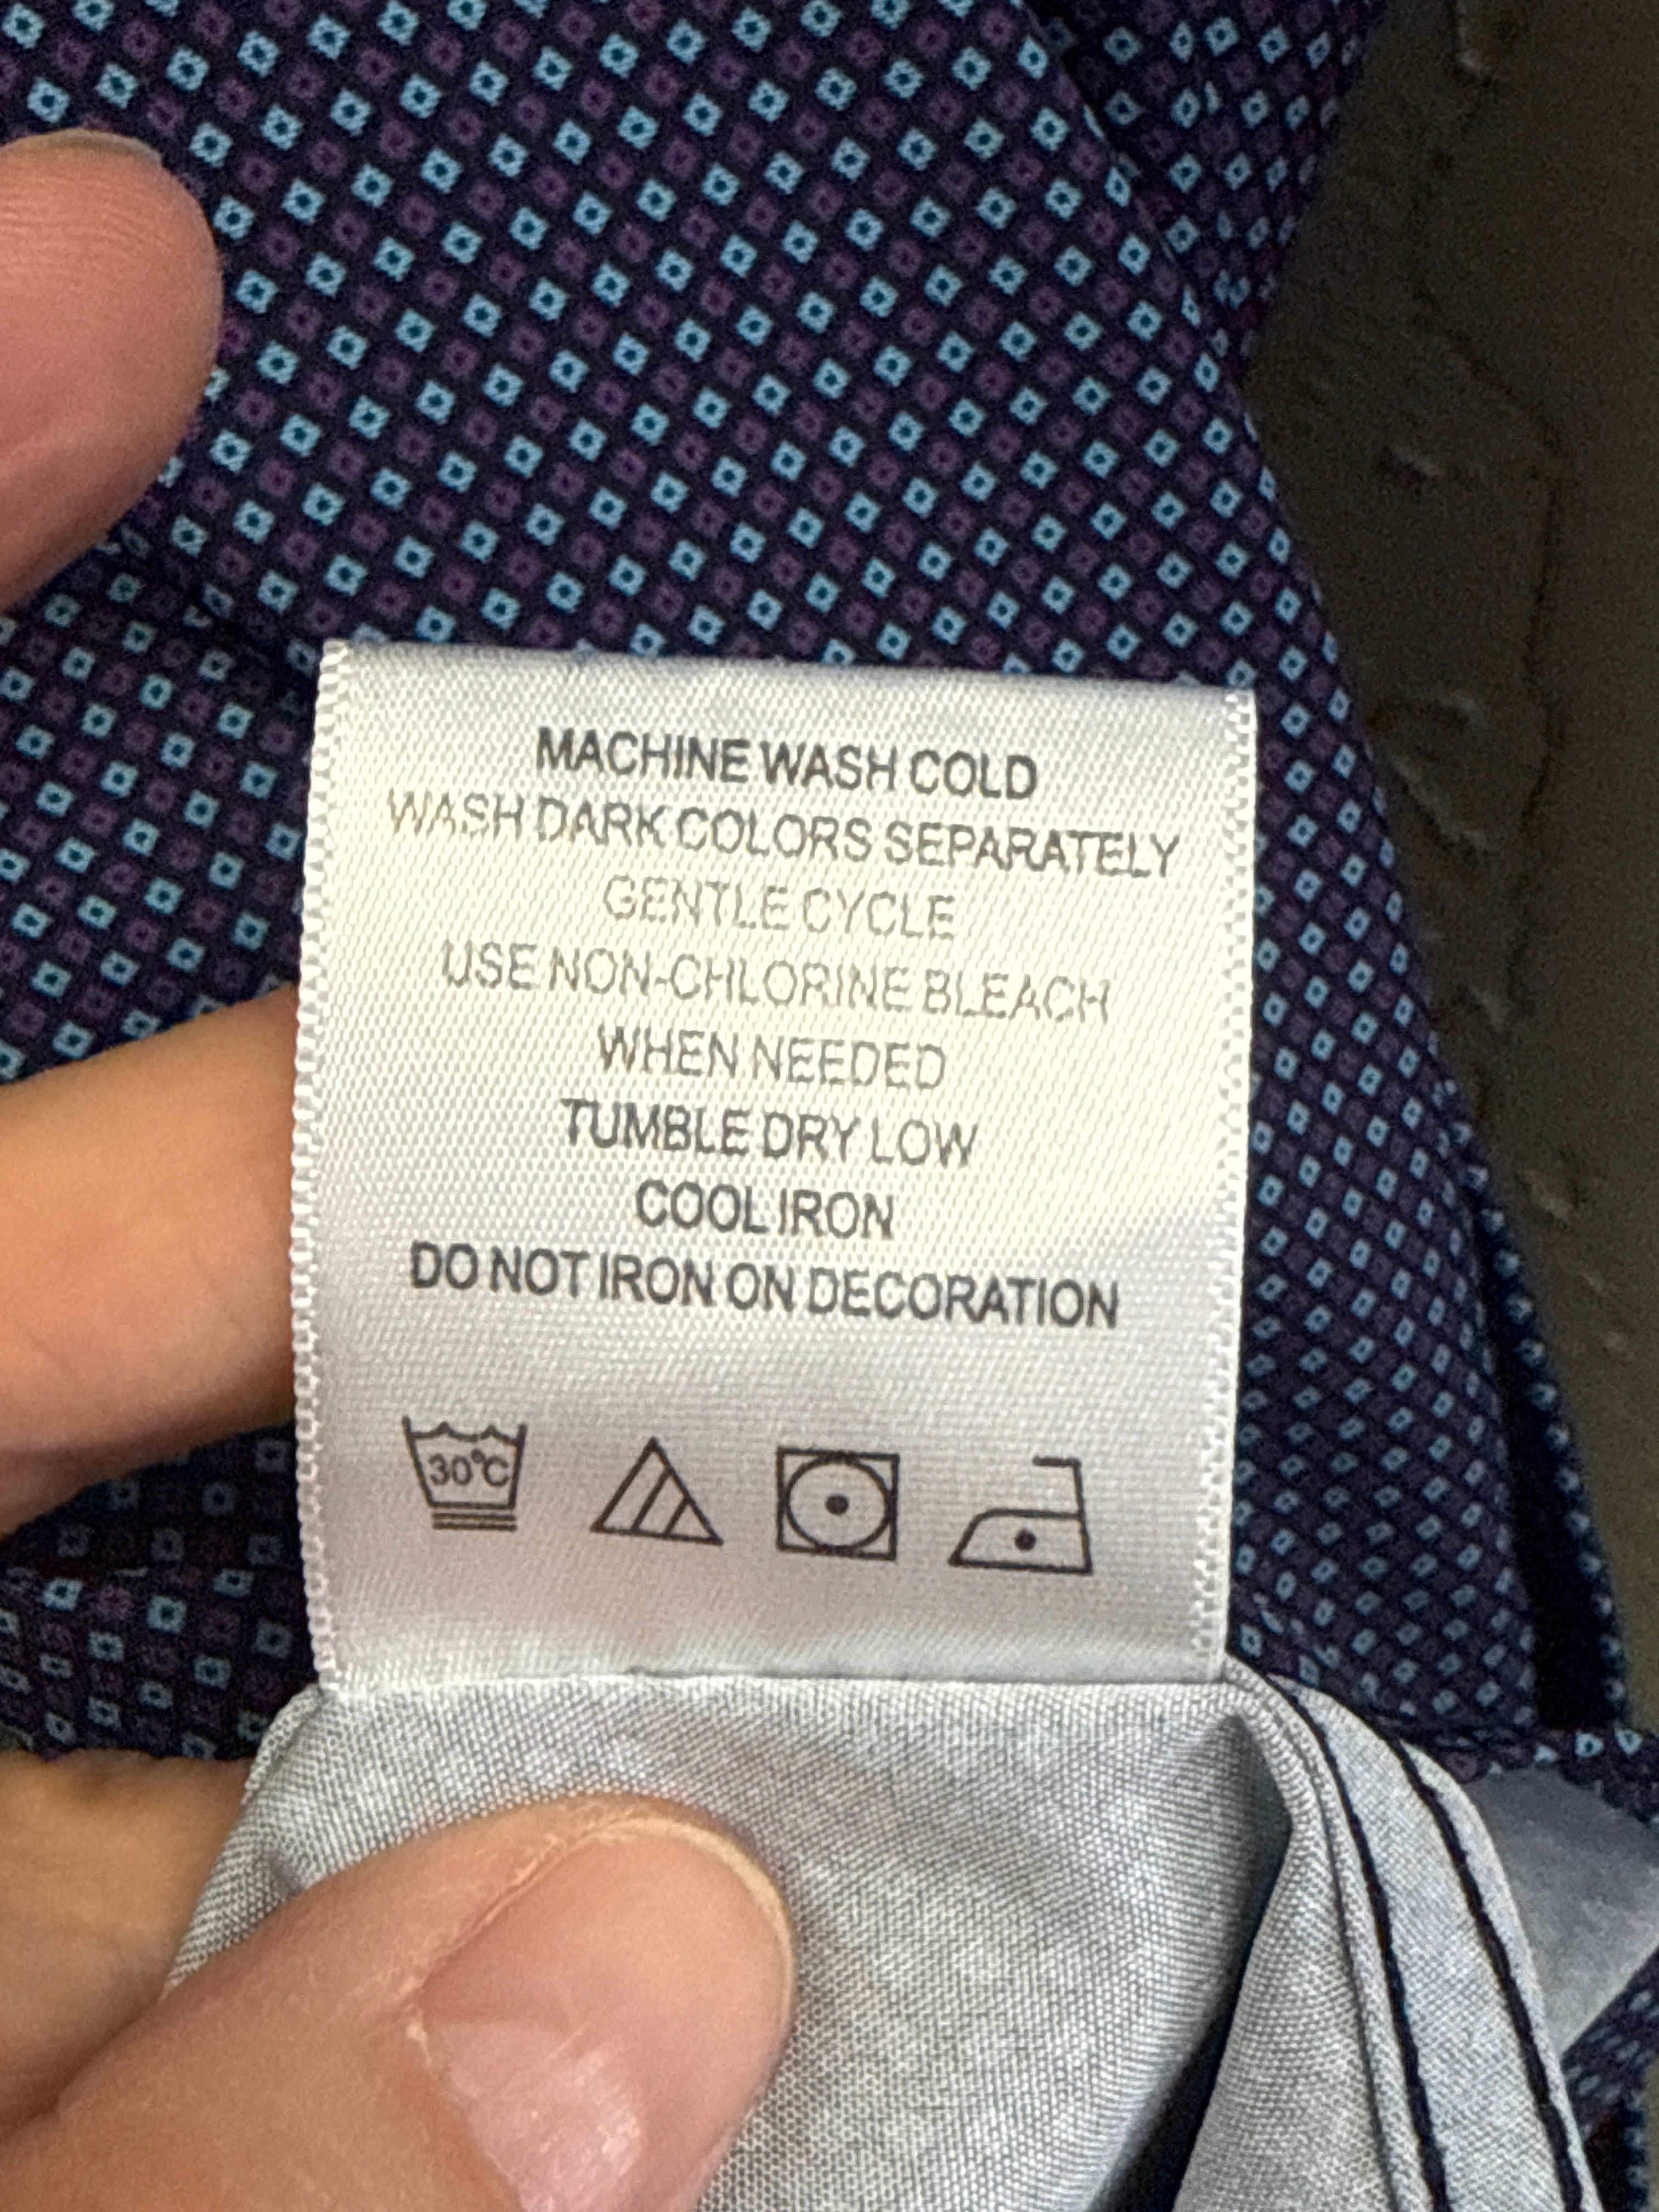 MACHINE WASH COLD
WASH DARK COLORS SEPARATELY
GENTLE CYCLE
USE NON-CHLORINE BLEACH
WHEN NEEDED
TUMBLE DRY LOW
COOL IRON
DO NOT IRON ON DECORATION
30°C